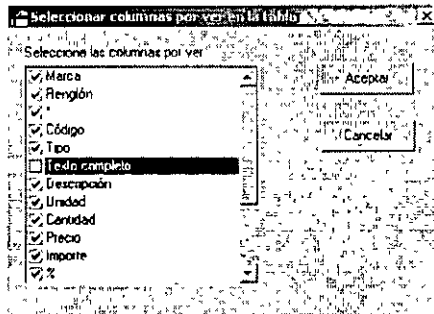 Seleccionar columnas por ver en la tabla
Seleccione las columnas por ver
Marca
Renglón
*
Código
Tipo
Texto completo
Descripción
Unidad
Cantidad
Precio
Importe
%
Aceptar
Cancelar